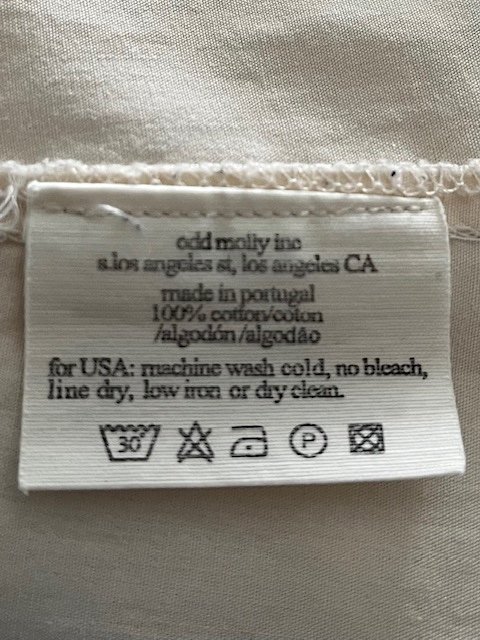 odd molly inc
s.los angeles st, los angeles CA
made in portugal
100% cotton/coton
/algodón/algodão
for USA: machine wash cold, no bleach,
line dry, low iron or dry clean.
30° P